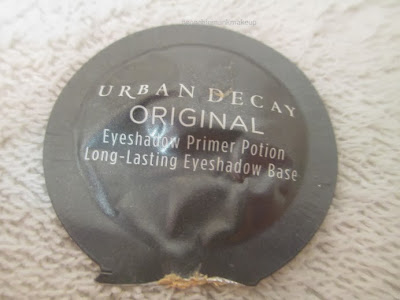 URBAN DECAY
ORIGINAL
Eyeshadow Primer Potion
Long-Lasting Eyeshadow Base